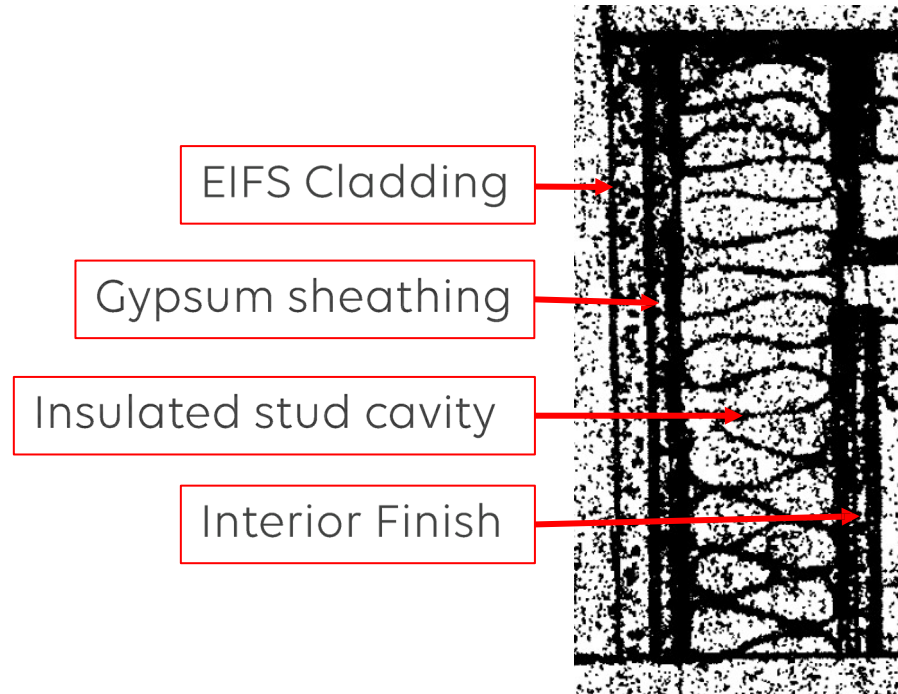 EIFS Cladding
Gypsum sheathing
Insulated stud cavity
Interior Finish